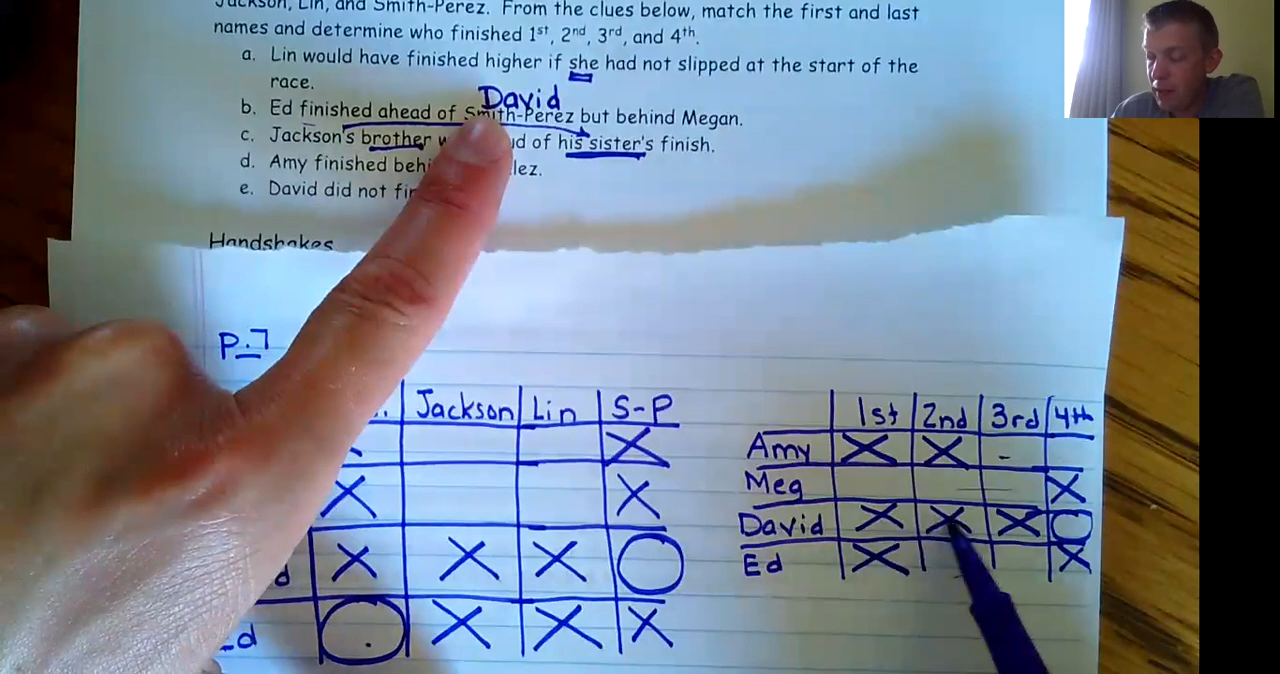 Jackson, Lin, and Smith-Perez. From the clues below, match the first and last
names and determine who finished 1st, 2nd, 3rd, and 4th.
a. Lin would have finished higher if she had not slipped at the start of the
race.
David
b. Ed finished ahead of Smith-Perez but behind Megan.
c. Jackson's brother of his sister's finish.
d. Amy finished
e. David did not
Handshakes
P.7
Jackson Lin S-P
1st 2nd 3rd 4th
Amy
Meg
David
Ed